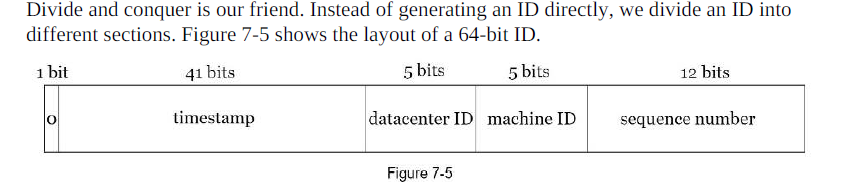 Divide and conquer is our friend. Instead of generating an ID directly, we divide an ID into
different sections. Figure 7-5 shows the layout of a 64-bit ID.
1 bit 41 bits 5 bits 5 bits 12 bits
0 timestamp datacenter ID machine ID sequence number
Figure 7-5